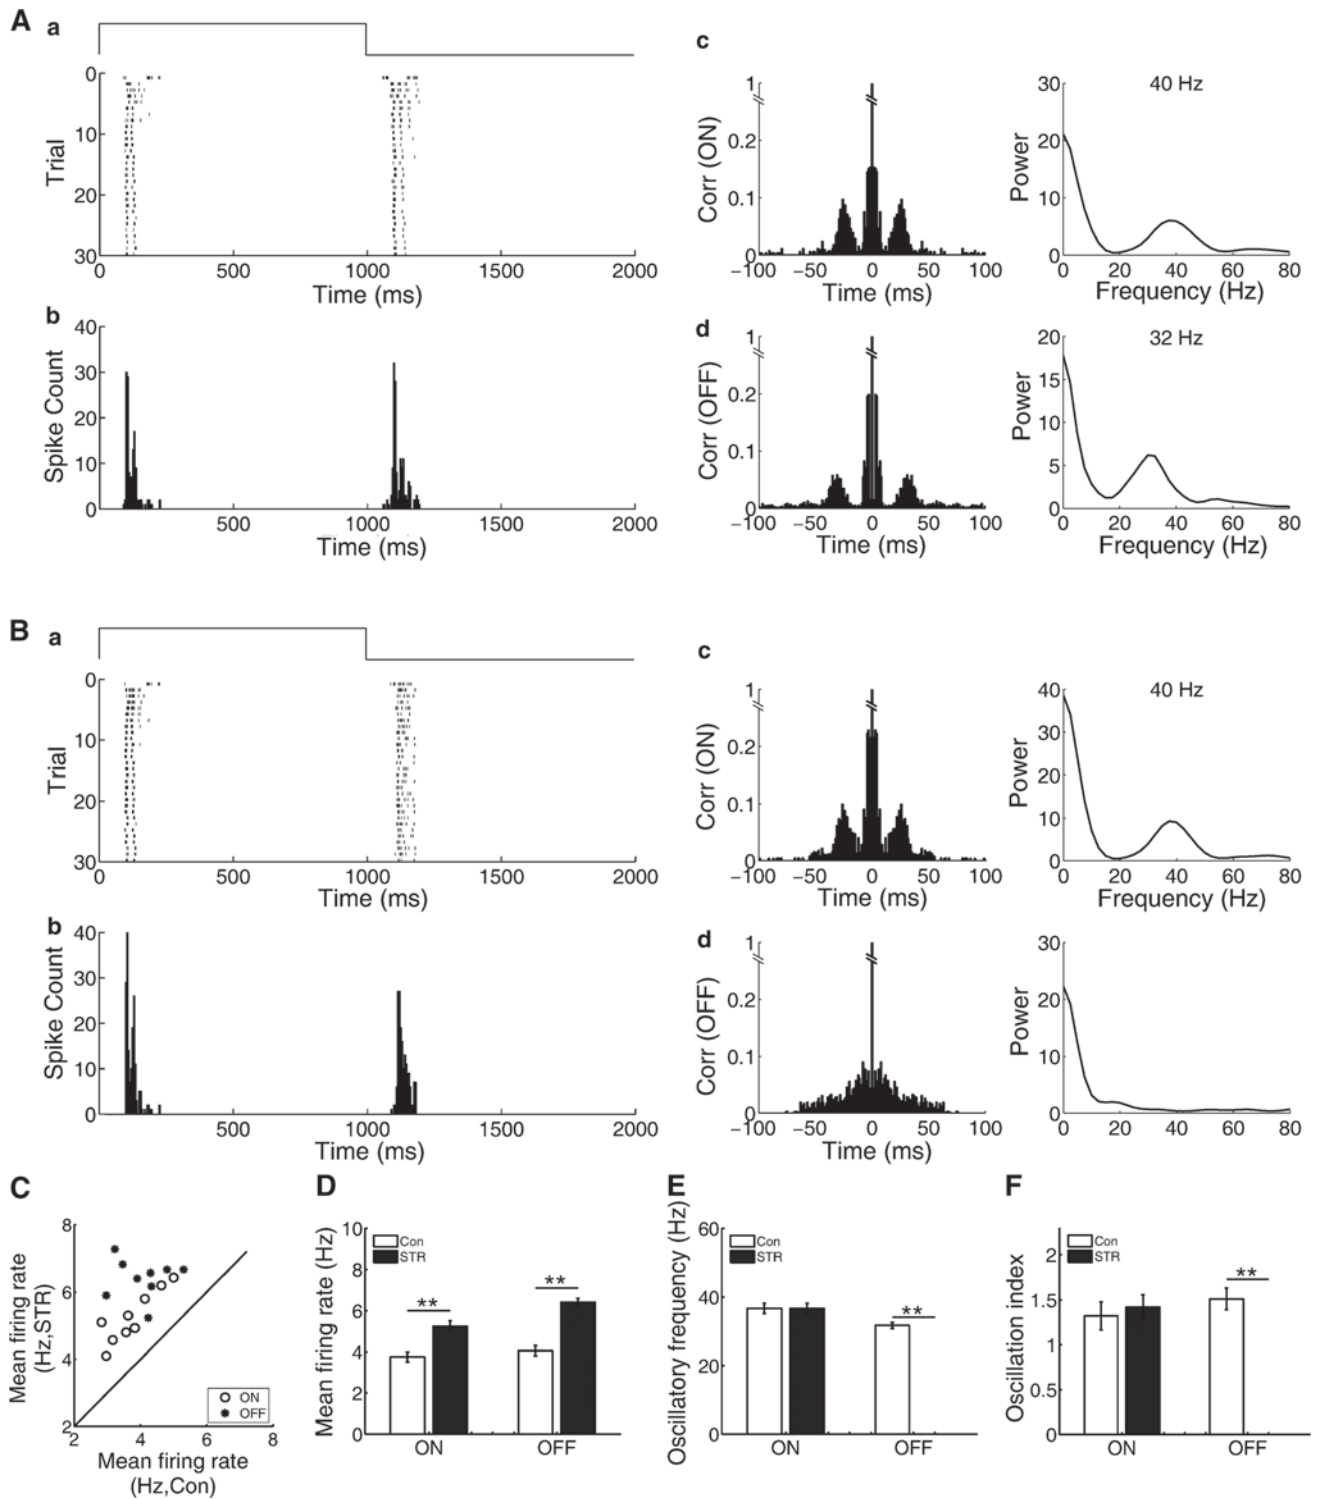 A
a
0
10
20
30
Trial
0 500 1000 1500 2000
Time (ms)
b
40
30
20
10
0
Spike Count
500 1000 1500 2000
Time (ms)
c
1
0.2
0.1
0
Corr (ON)
−100 −50 0 50 100
Time (ms)
40 Hz
30
20
10
0
Power
0 20 40 60 80
Frequency (Hz)
d
1
0.2
0.1
0
Corr (OFF)
−100 −50 0 50 100
Time (ms)
32 Hz
20
15
10
5
0
Power
0 20 40 60 80
Frequency (Hz)
B
a
0
10
20
30
Trial
0 500 1000 1500 2000
Time (ms)
b
40
30
20
10
0
Spike Count
500 1000 1500 2000
Time (ms)
c
1
0.2
0.1
0
Corr (ON)
−100 −50 0 50 100
Time (ms)
40 Hz
40
30
20
10
0
Power
0 20 40 60 80
Frequency (Hz)
d
1
0.2
0.1
0
Corr (OFF)
−100 −50 0 50 100
Time (ms)
30
20
10
0
Power
0 20 40 60 80
C
8
6
4
2
Mean firing rate
(Hz,STR)
ON
OFF
2 4 6 8
Mean firing rate
(Hz,Con)
D
10
8
6
4
2
0
Mean firing rate (Hz)
Con
STR
**
**
ON OFF
E
60
40
20
0
Oscillatory frequency (Hz)
Con
STR
**
ON OFF
F
2
1.5
1
0.5
0
Oscillation index
Con
STR
**
ON OFF